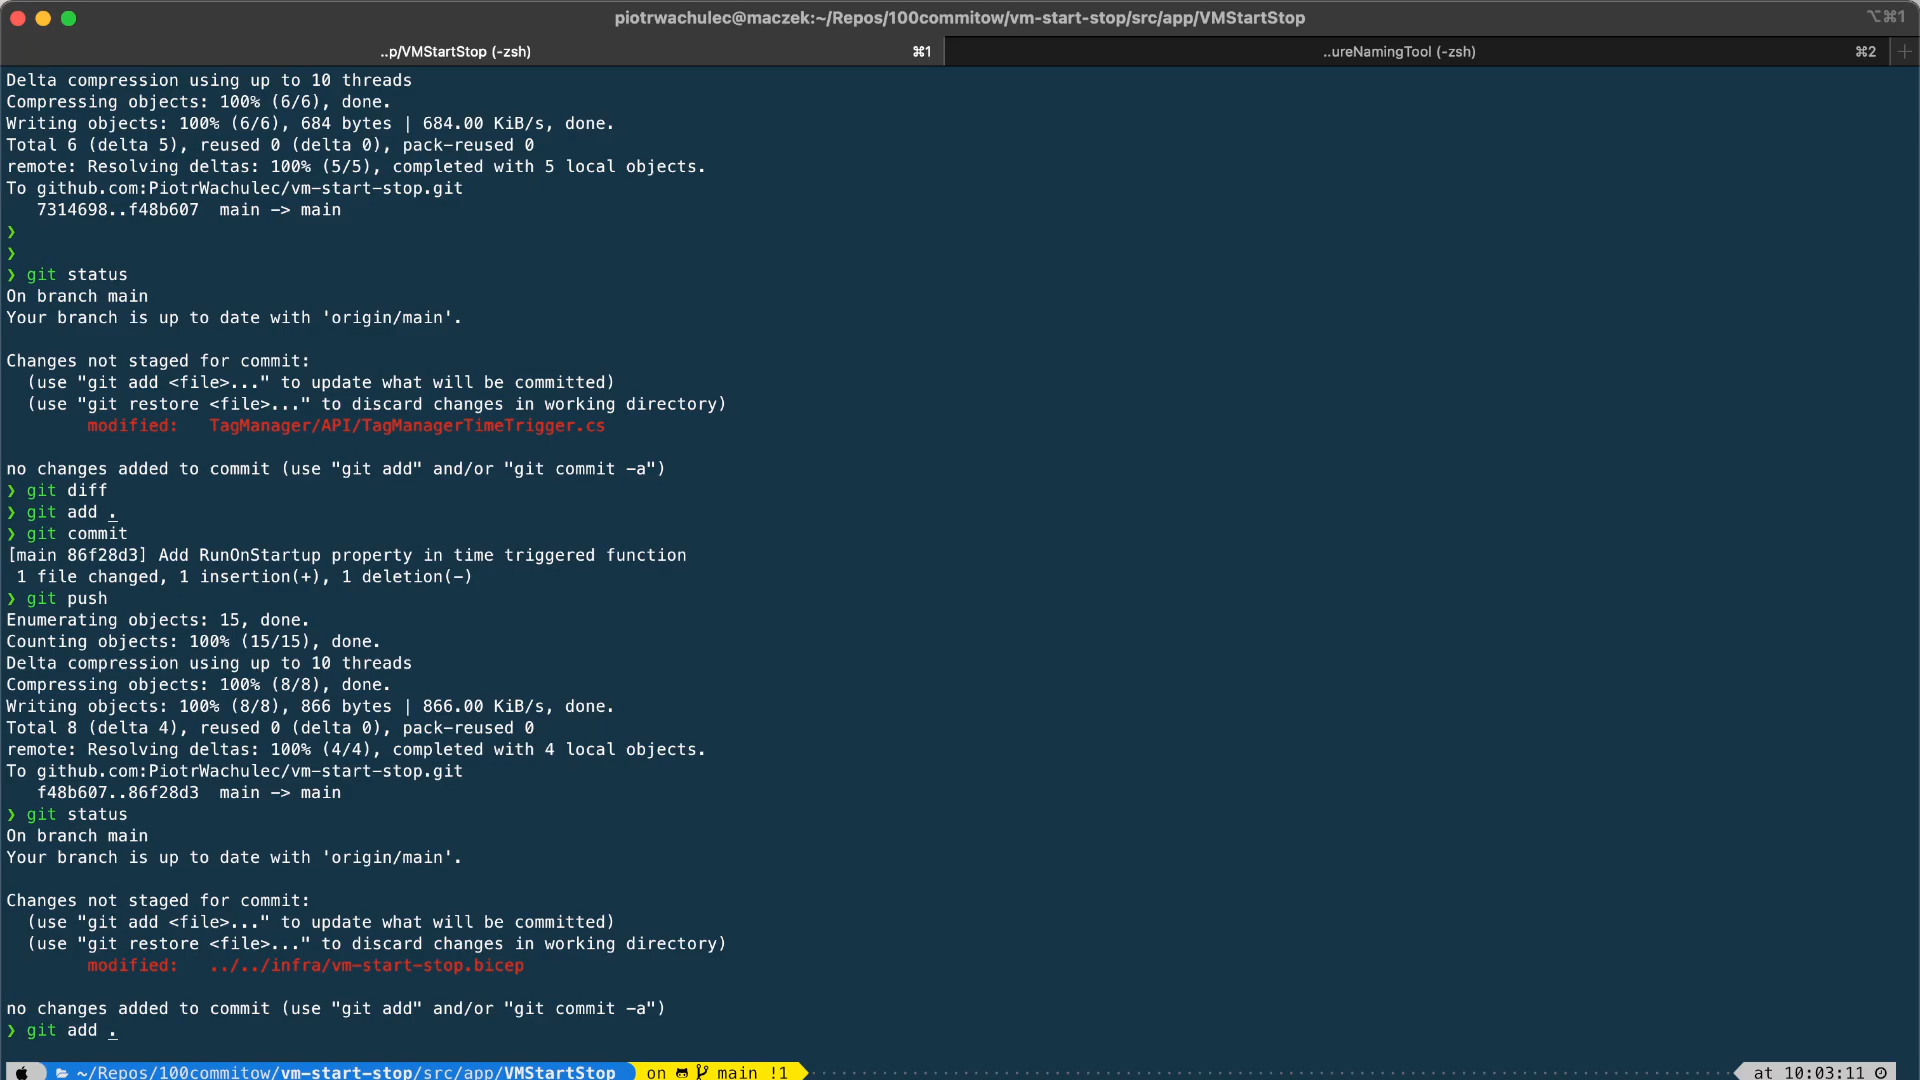 piotrwachulec@maczek:~/Repos/100commitow/vm-start-stop/src/app/VMStartStop
⌥⌘1
..p/VMStartStop (-zsh)
⌘1
..ureNamingTool (-zsh)
⌘2
+
Delta compression using up to 10 threads
Compressing objects: 100% (6/6), done.
Writing objects: 100% (6/6), 684 bytes | 684.00 KiB/s, done.
Total 6 (delta 5), reused 0 (delta 0), pack-reused 0
remote: Resolving deltas: 100% (5/5), completed with 5 local objects.
To github.com:PiotrWachulec/vm-start-stop.git
   7314698..f48b607  main -> main
❯
❯
❯ git status
On branch main
Your branch is up to date with 'origin/main'.
Changes not staged for commit:
  (use "git add <file>..." to update what will be committed)
  (use "git restore <file>..." to discard changes in working directory)
        modified:   TagManager/API/TagManagerTimeTrigger.cs
no changes added to commit (use "git add" and/or "git commit -a")
❯ git diff
❯ git add .
❯ git commit
[main 86f28d3] Add RunOnStartup property in time triggered function
 1 file changed, 1 insertion(+), 1 deletion(-)
❯ git push
Enumerating objects: 15, done.
Counting objects: 100% (15/15), done.
Delta compression using up to 10 threads
Compressing objects: 100% (8/8), done.
Writing objects: 100% (8/8), 866 bytes | 866.00 KiB/s, done.
Total 8 (delta 4), reused 0 (delta 0), pack-reused 0
remote: Resolving deltas: 100% (4/4), completed with 4 local objects.
To github.com:PiotrWachulec/vm-start-stop.git
   f48b607..86f28d3  main -> main
❯ git status
On branch main
Your branch is up to date with 'origin/main'.
Changes not staged for commit:
  (use "git add <file>..." to update what will be committed)
  (use "git restore <file>..." to discard changes in working directory)
        modified:   ../../infra/vm-start-stop.bicep
no changes added to commit (use "git add" and/or "git commit -a")
❯ git add .
~/Repos/100commitow/vm-start-stop/src/app/VMStartStop on main !1 at 10:03:11